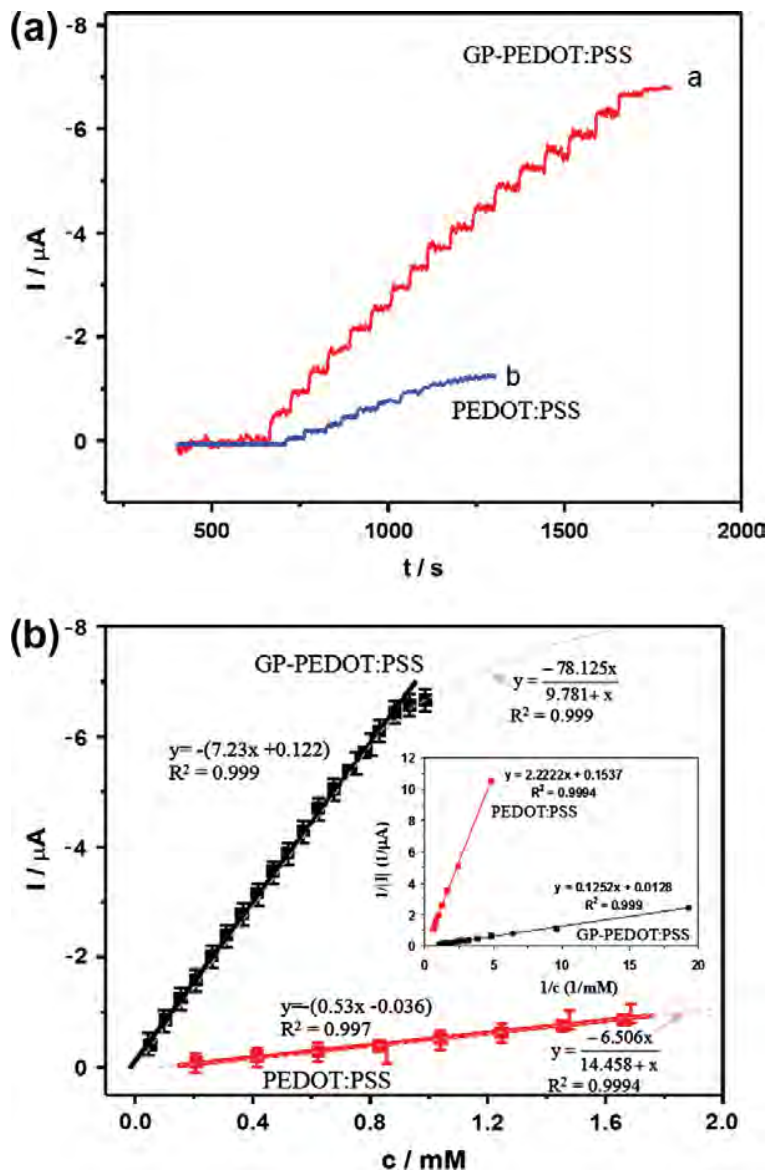 (a)
-8
-6
-4
-2
0
I / μA
GP-PEDOT:PSS
a
b
PEDOT:PSS
500 1000 1500 2000
t / s
(b)
-8
-6
-4
-2
0
I / μA
GP-PEDOT:PSS
y = -78.125x / 9.781 + x
R² = 0.999
y= -(7.23x +0.122)
R² = 0.999
12
10
8
6
4
2
0
1/|I| (1/μA)
y = 2.2222x + 0.1537
R² = 0.9994
PEDOT:PSS
y = 0.1252x + 0.0128
R² = 0.999
GP-PEDOT:PSS
0 5 10 15 20
1/c (1/mM)
y=-(0.53x -0.036)
R² = 0.997
PEDOT:PSS
y = -6.506x / 14.458 + x
R² = 0.9994
0.0 0.4 0.8 1.2 1.6 2.0
c / mM